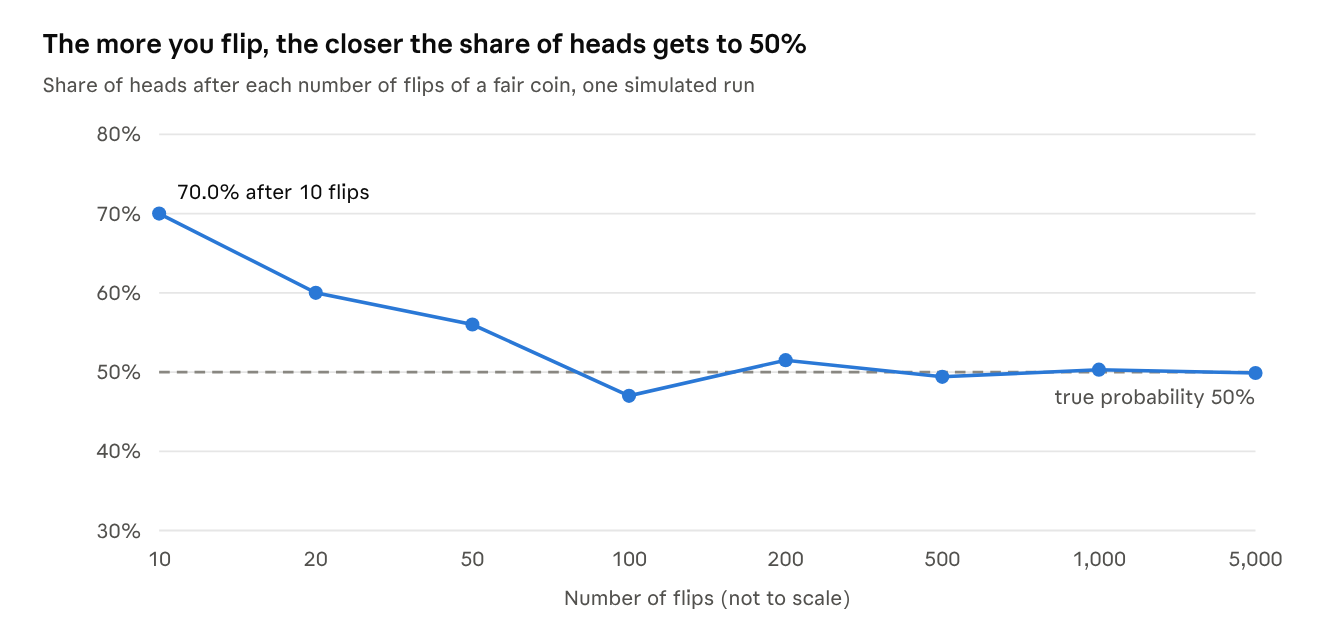 The more you flip, the closer the share of heads gets to 50%
Share of heads after each number of flips of a fair coin, one simulated run
80%
70.0% after 10 flips
70%
60%
50%
true probability 50%
40%
30%
10 20 50 100 200 500 1,000 5,000
Number of flips (not to scale)